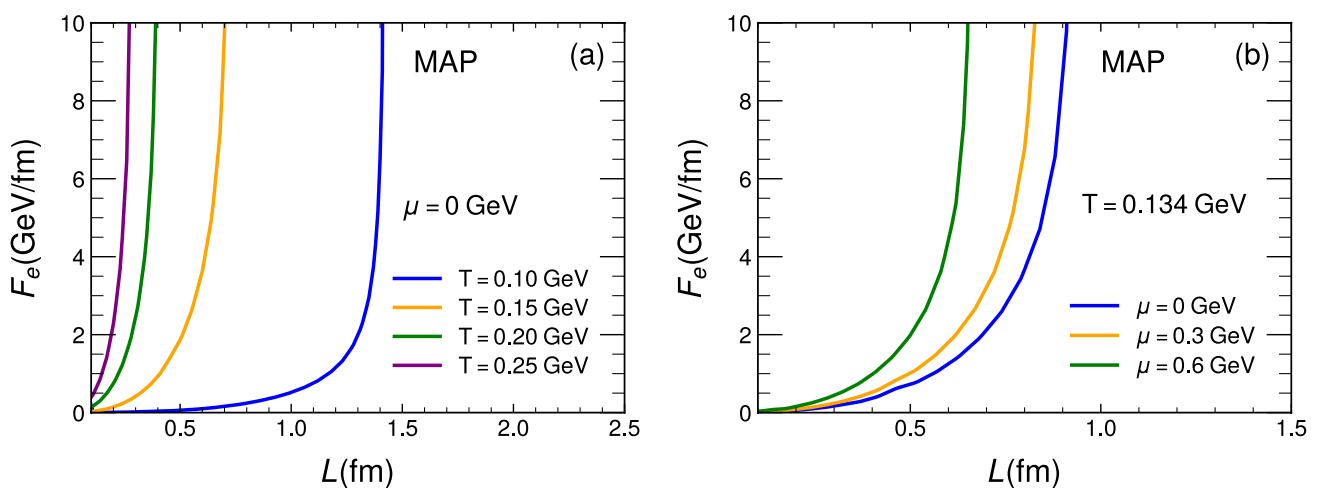 MAP (a)
μ = 0 GeV
T = 0.10 GeV
T = 0.15 GeV
T = 0.20 GeV
T = 0.25 GeV
F_e(GeV/fm)
10
8
6
4
2
0
0.5 1.0 1.5 2.0 2.5
L(fm)
MAP (b)
T = 0.134 GeV
μ = 0 GeV
μ = 0.3 GeV
μ = 0.6 GeV
F_e(GeV/fm)
10
8
6
4
2
0
0.5 1.0 1.5
L(fm)